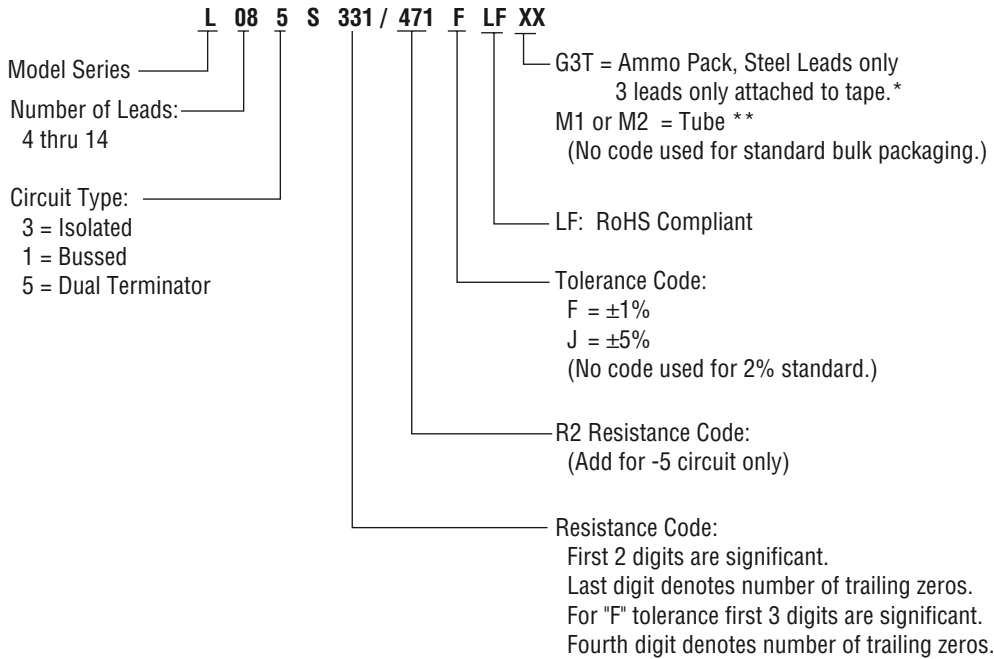 L 08 5 S 331 / 471 F LF XX
Model Series
Number of Leads:
4 thru 14
Circuit Type:
3 = Isolated
1 = Bussed
5 = Dual Terminator
G3T = Ammo Pack, Steel Leads only
3 leads only attached to tape.*
M1 or M2 = Tube **
(No code used for standard bulk packaging.)
LF: RoHS Compliant
Tolerance Code:
F = ±1%
J = ±5%
(No code used for 2% standard.)
R2 Resistance Code:
(Add for -5 circuit only)
Resistance Code:
First 2 digits are significant.
Last digit denotes number of trailing zeros.
For "F" tolerance first 3 digits are significant.
Fourth digit denotes number of trailing zeros.